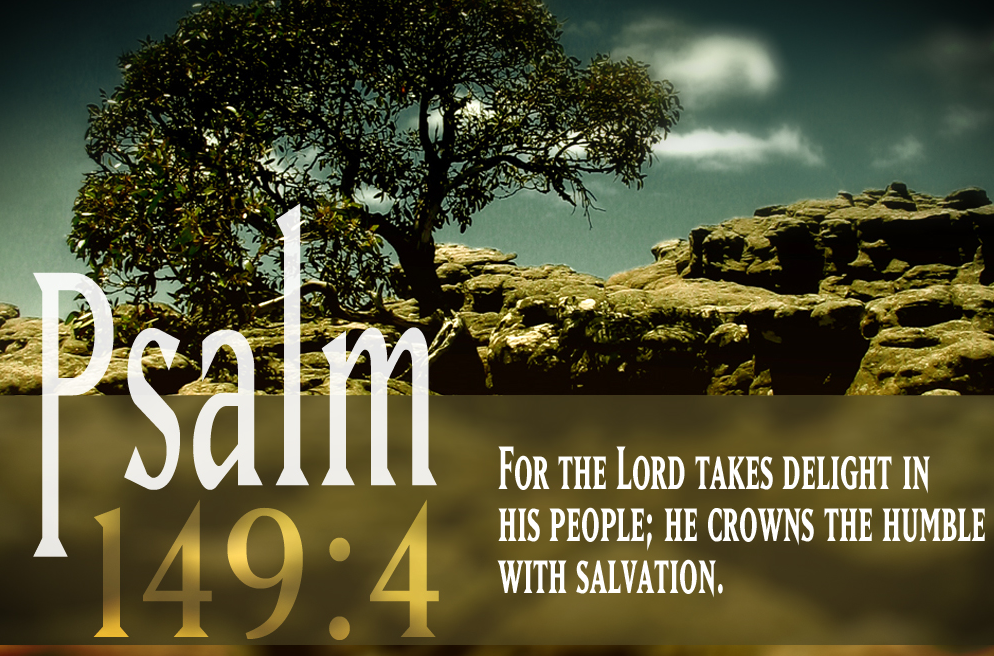 Psalm
149:4
For the Lord takes delight in
his people; he crowns the humble
with salvation.